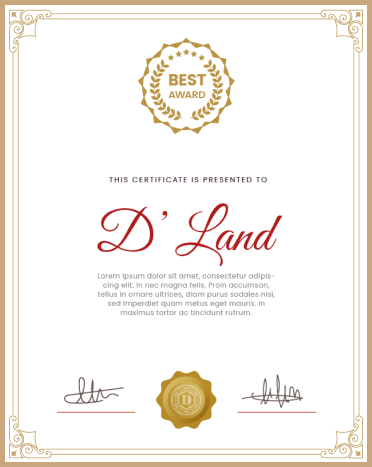 BEST
AWARD
THIS CERTIFICATE IS PRESENTED TO
D' Land
Lorem ipsum dolor sit amet, consectetur adipis-
cing elit. In nec magna felis. Proin accumsan,
tellus in ornare ultrices, diam purus sodales nisi,
sed imperdiet quam metus eget mauris. In
maximus tortor ac tincidunt rutrum.
D